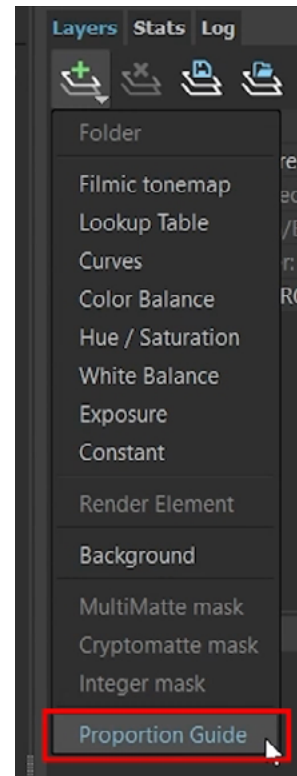 Layers Stats Log
Folder
Filmic tonemap
Lookup Table
Curves
Color Balance
Hue / Saturation
White Balance
Exposure
Constant
Render Element
Background
MultiMatte mask
Cryptomatte mask
Integer mask
Proportion Guide